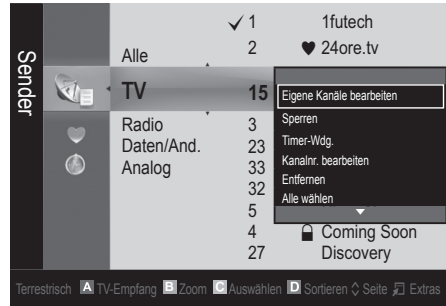 Sender
Alle
TV
Radio
Daten/And.
Analog
✓ 1 1futech
2 ♥ 24ore.tv
15
3
23
33
32
5
4 Coming Soon
27 Discovery
Eigene Kanäle bearbeiten
Sperren
Timer-Wdg.
Kanalnr. bearbeiten
Entfernen
Alle wählen
Terrestrisch A TV-Empfang B Zoom C Auswählen D Sortieren Seite Extras